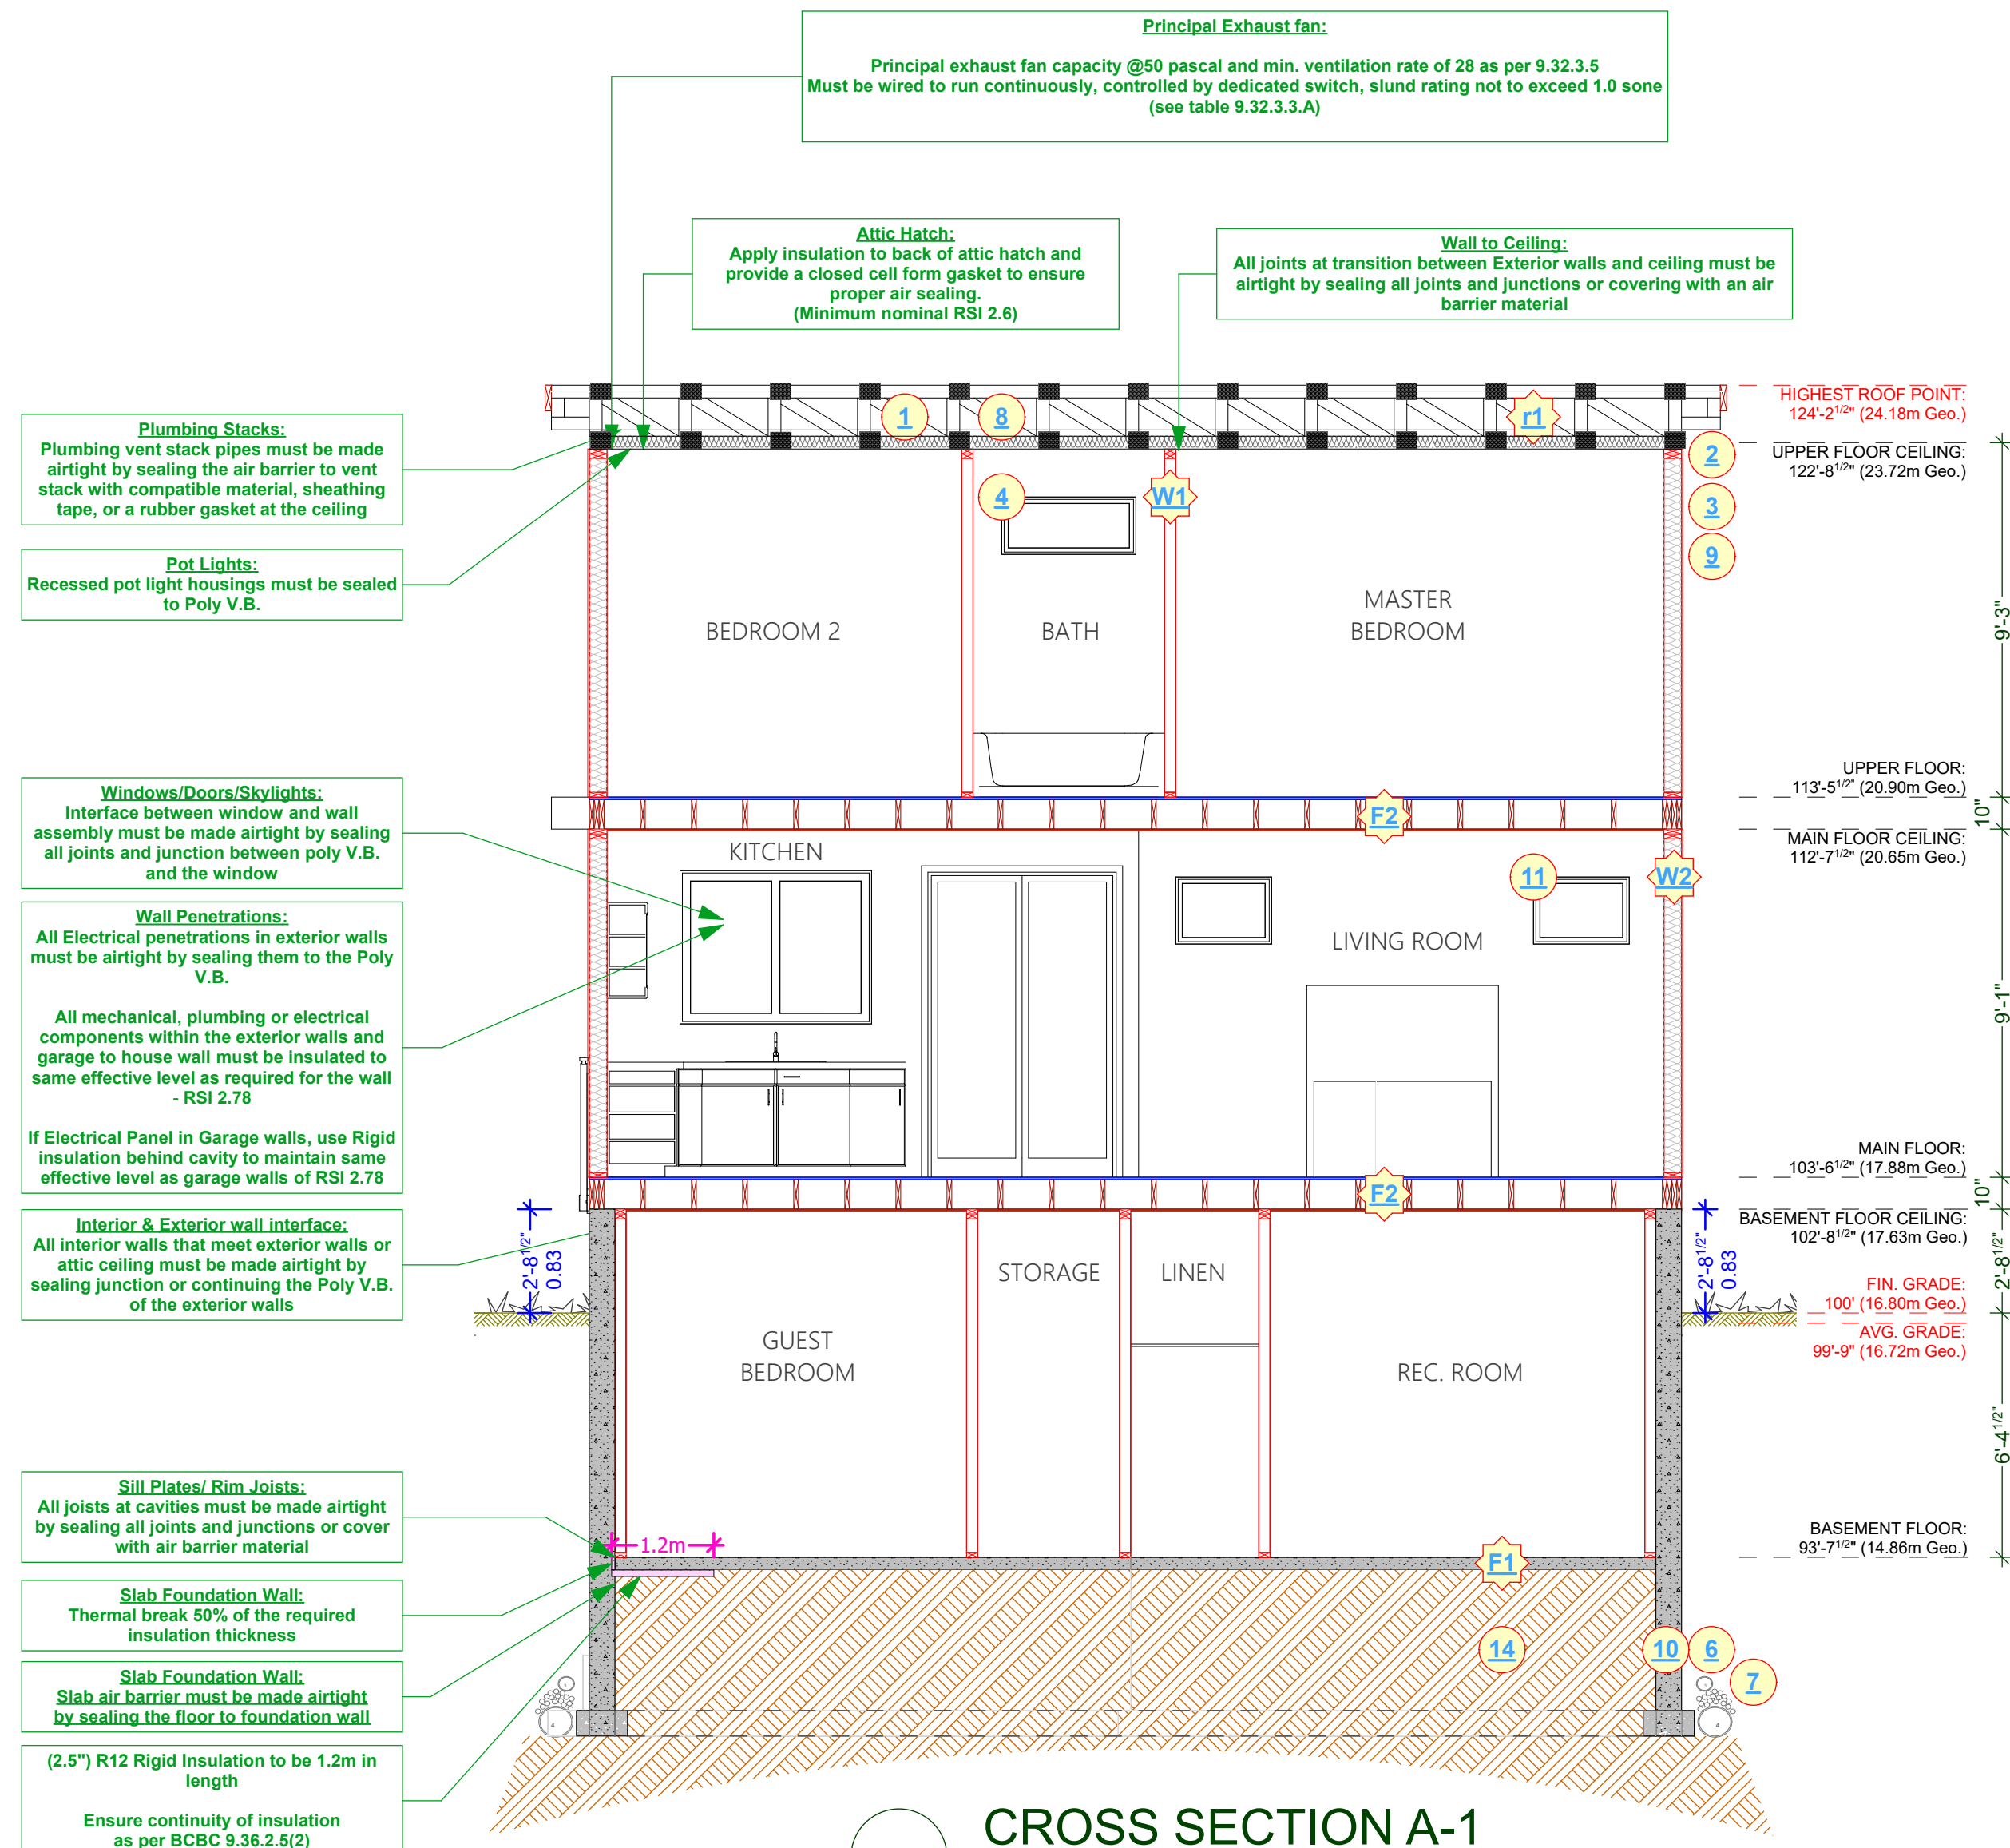 Principal Exhaust fan:
Principal exhaust fan capacity @50 pascal and min. ventilation rate of 28 as per 9.32.3.5
Must be wired to run continuously, controlled by dedicated switch, slund rating not to exceed 1.0 sone
(see table 9.32.3.3.A)
Attic Hatch:
Apply insulation to back of attic hatch and
provide a closed cell form gasket to ensure
proper air sealing.
(Minimum nominal RSI 2.6)
Wall to Ceiling:
All joints at transition between Exterior walls and ceiling must be
airtight by sealing all joints and junctions or covering with an air
barrier material
Plumbing Stacks:
Plumbing vent stack pipes must be made
airtight by sealing the air barrier to vent
stack with compatible material, sheathing
tape, or a rubber gasket at the ceiling
Pot Lights:
Recessed pot light housings must be sealed
to Poly V.B.
Windows/Doors/Skylights:
Interface between window and wall
assembly must be made airtight by sealing
all joints and junction between poly V.B.
and the window
Wall Penetrations:
All Electrical penetrations in exterior walls
must be airtight by sealing them to the Poly
V.B.
All mechanical, plumbing or electrical
components within the exterior walls and
garage to house wall must be insulated to
same effective level as required for the wall
- RSI 2.78
If Electrical Panel in Garage walls, use Rigid
insulation behind cavity to maintain same
effective level as garage walls of RSI 2.78
Interior & Exterior wall interface:
All interior walls that meet exterior walls or
attic ceiling must be made airtight by
sealing junction or continuing the Poly V.B.
of the exterior walls
Sill Plates/ Rim Joists:
All joists at cavities must be made airtight
by sealing all joints and junctions or cover
with air barrier material
Slab Foundation Wall:
Thermal break 50% of the required
insulation thickness
Slab Foundation Wall:
Slab air barrier must be made airtight
by sealing the floor to foundation wall
(2.5") R12 Rigid Insulation to be 1.2m in
length
Ensure continuity of insulation
as per BCBC 9.36.2.5(2)
1
8
r1
2
3
9
4
W1
BEDROOM 2
BATH
MASTER
BEDROOM
F2
KITCHEN
11
W2
LIVING ROOM
F2
2'-8 1/2"
0.83
STORAGE
LINEN
2'-8 1/2"
0.83
GUEST
BEDROOM
REC. ROOM
1.2m
F1
14
10
6
7
4
4
HIGHEST ROOF POINT:
124'-2 1/2" (24.18m Geo.)
UPPER FLOOR CEILING:
122'-8 1/2" (23.72m Geo.)
9'-3"
UPPER FLOOR:
113'-5 1/2" (20.90m Geo.)
10"
MAIN FLOOR CEILING:
112'-7 1/2" (20.65m Geo.)
9'-1"
MAIN FLOOR:
103'-6 1/2" (17.88m Geo.)
10"
BASEMENT FLOOR CEILING:
102'-8 1/2" (17.63m Geo.)
2'-8 1/2"
FIN. GRADE:
100' (16.80m Geo.)
AVG. GRADE:
99'-9" (16.72m Geo.)
6'-4 1/2"
BASEMENT FLOOR:
93'-7 1/2" (14.86m Geo.)
CROSS SECTION A-1